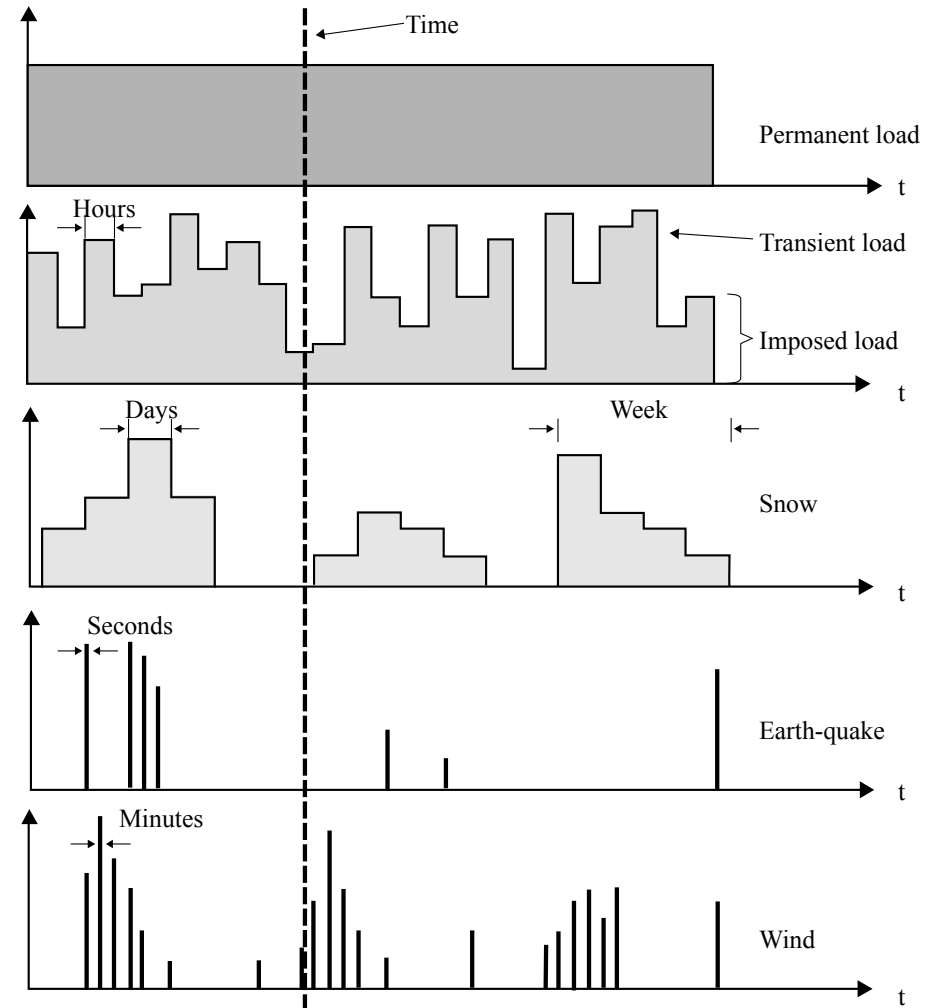 Time
Permanent load
t
Hours
Transient load
Imposed load
t
Days
Week
Snow
t
Seconds
Earth-quake
t
Minutes
Wind
t